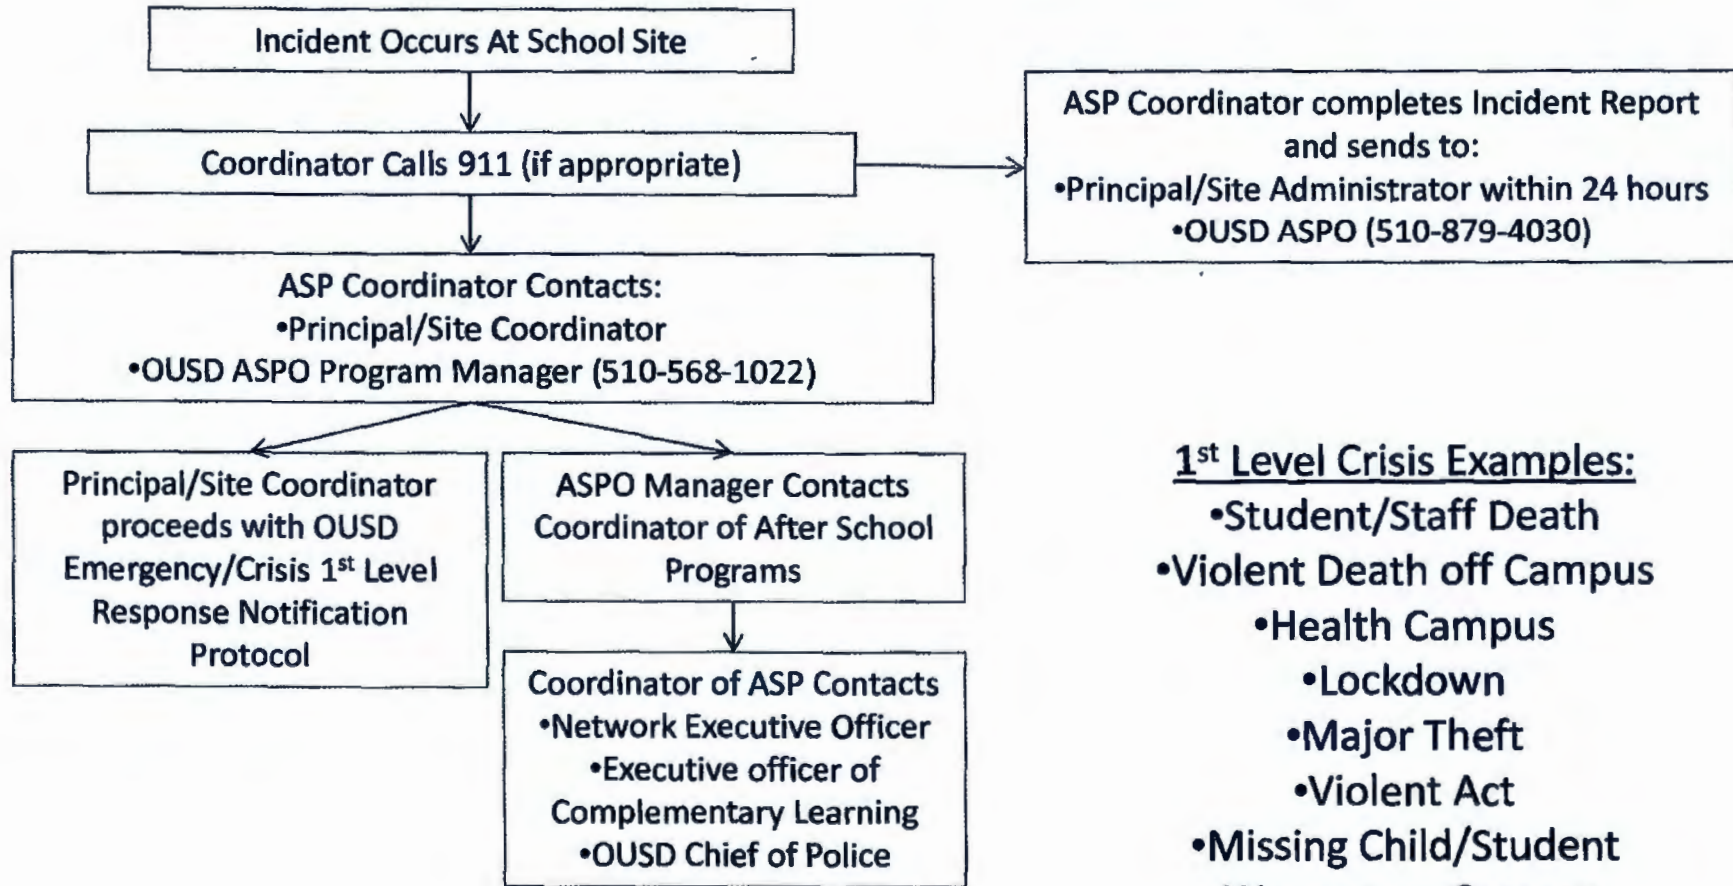 Incident Occurs At School Site
Coordinator Calls 911 (if appropriate)
ASP Coordinator completes Incident Report
and sends to:
•Principal/Site Administrator within 24 hours
•OUSD ASPO (510-879-4030)
ASP Coordinator Contacts:
•Principal/Site Coordinator
•OUSD ASPO Program Manager (510-568-1022)
Principal/Site Coordinator
proceeds with OUSD
Emergency/Crisis 1st Level
Response Notification
Protocol
ASPO Manager Contacts
Coordinator of After School
Programs
Coordinator of ASP Contacts
•Network Executive Officer
•Executive officer of
Complementary Learning
•OUSD Chief of Police
1st Level Crisis Examples:
•Student/Staff Death
•Violent Death off Campus
•Health Campus
•Lockdown
•Major Theft
•Violent Act
•Missing Child/Student